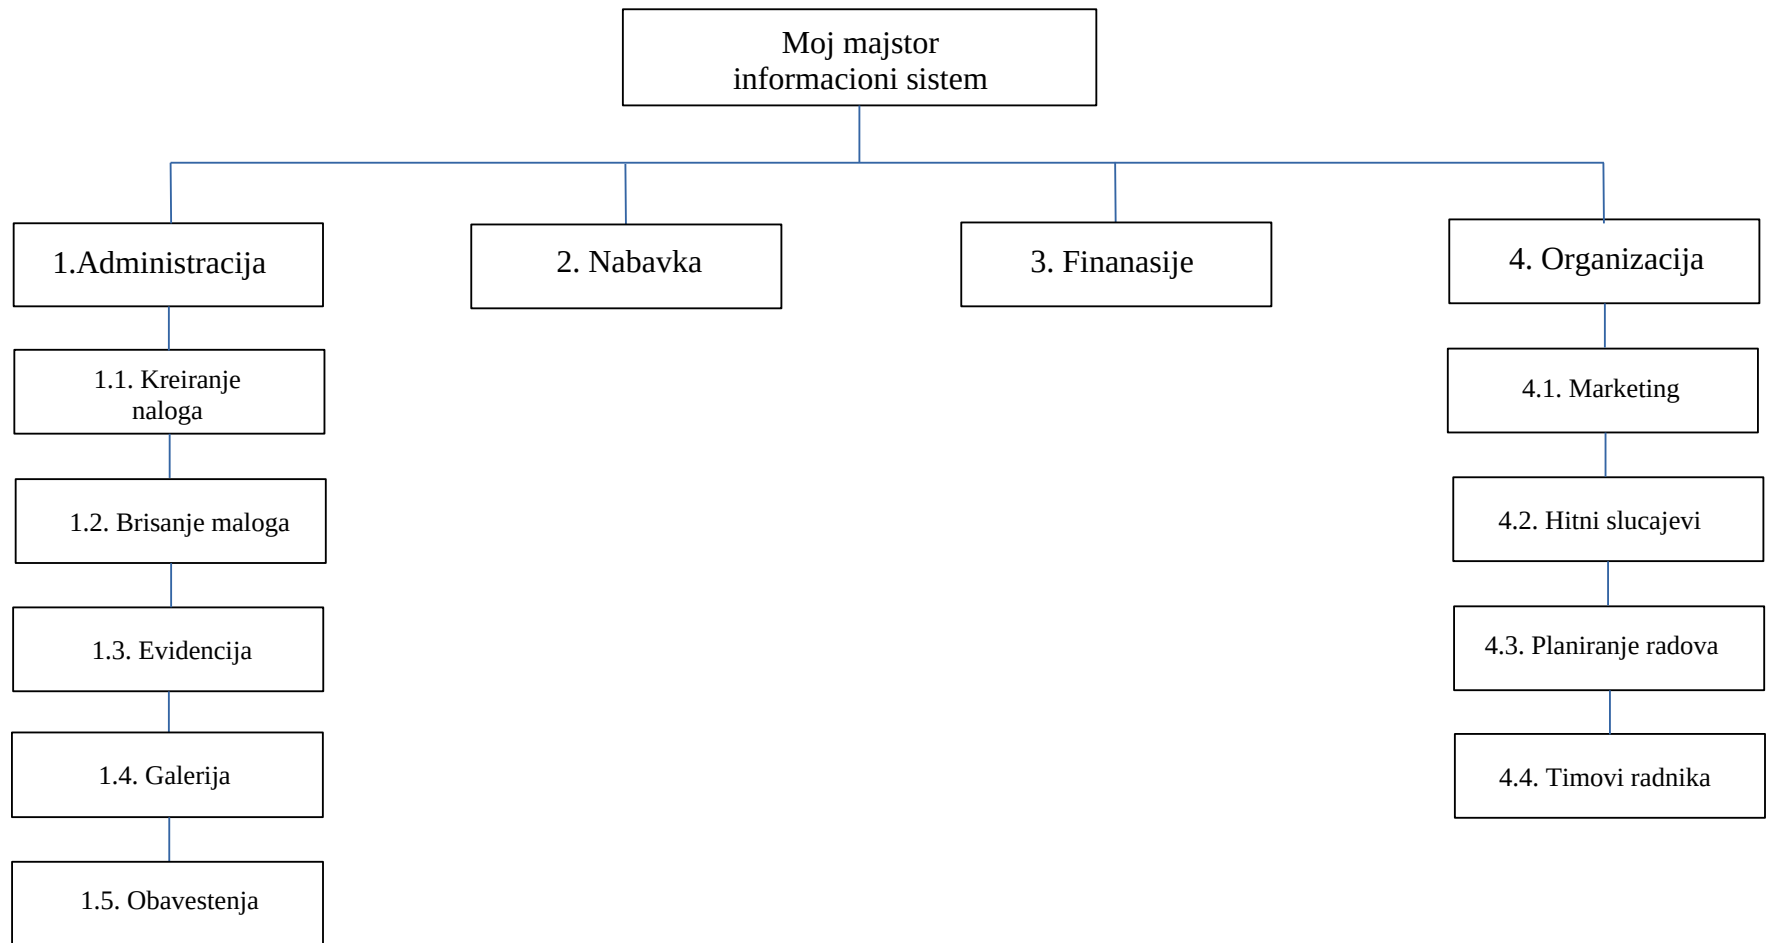 Moj majstor
informacioni sistem
1.Administracija
2. Nabavka
3. Finanasije
4. Organizacija
1.1. Kreiranje
naloga
4.1. Marketing
1.2. Brisanje maloga
4.2. Hitni slucajevi
1.3. Evidencija
4.3. Planiranje radova
1.4. Galerija
4.4. Timovi radnika
1.5. Obavestenja